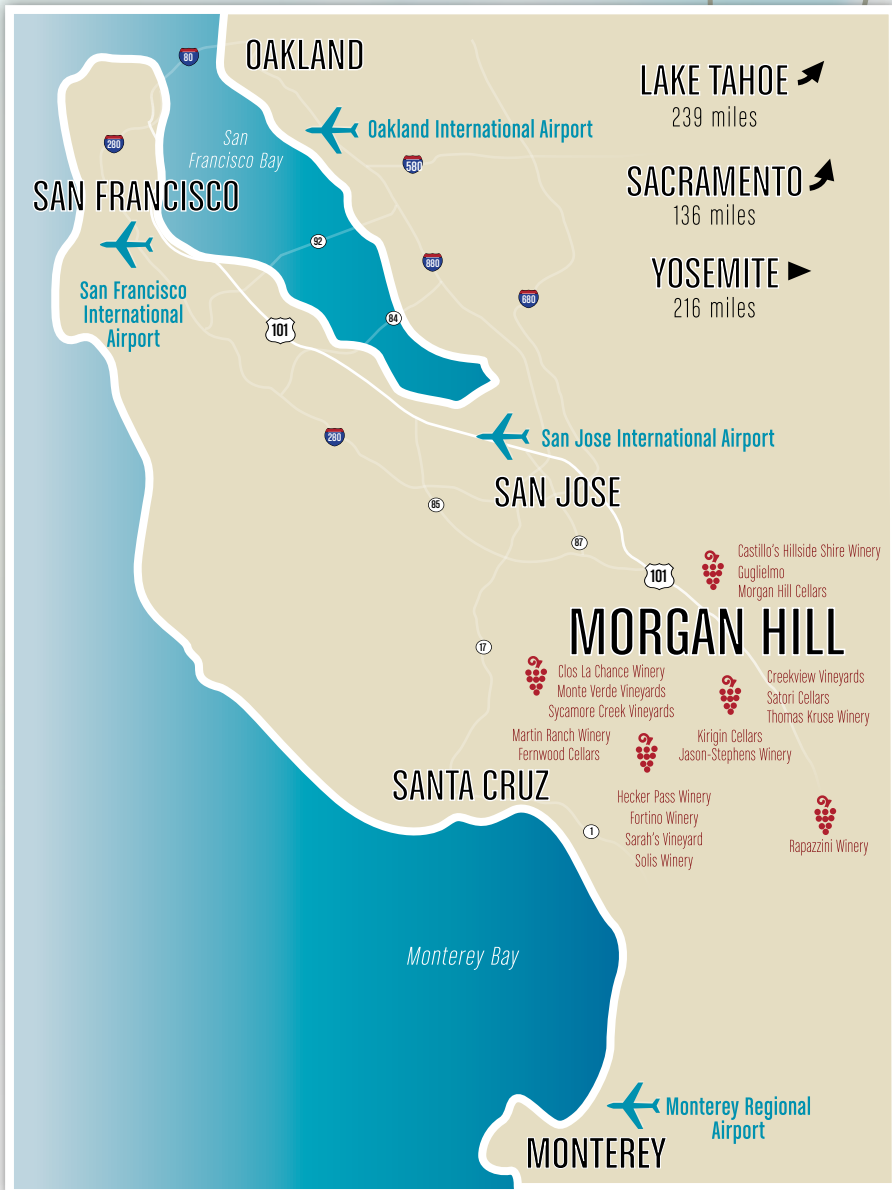 80
OAKLAND
LAKE TAHOE
239 miles
Oakland International Airport
San
Francisco Bay
280
580
SACRAMENTO
136 miles
SAN FRANCISCO
92
880
YOSEMITE
216 miles
680
San Francisco
International
Airport
101
84
280
San Jose International Airport
SAN JOSE
85
87
101
Castillo's Hillside Shire Winery
Guglielmo
Morgan Hill Cellars
MORGAN HILL
17
Clos La Chance Winery
Monte Verde Vineyards
Sycamore Creek Vineyards
Creekview Vineyards
Satori Cellars
Thomas Kruse Winery
Martin Ranch Winery
Fernwood Cellars
Kirigin Cellars
Jason-Stephens Winery
SANTA CRUZ
Hecker Pass Winery
Fortino Winery
Sarah's Vineyard
Solis Winery
1
Rapazzini Winery
Monterey Bay
Monterey Regional
Airport
MONTEREY